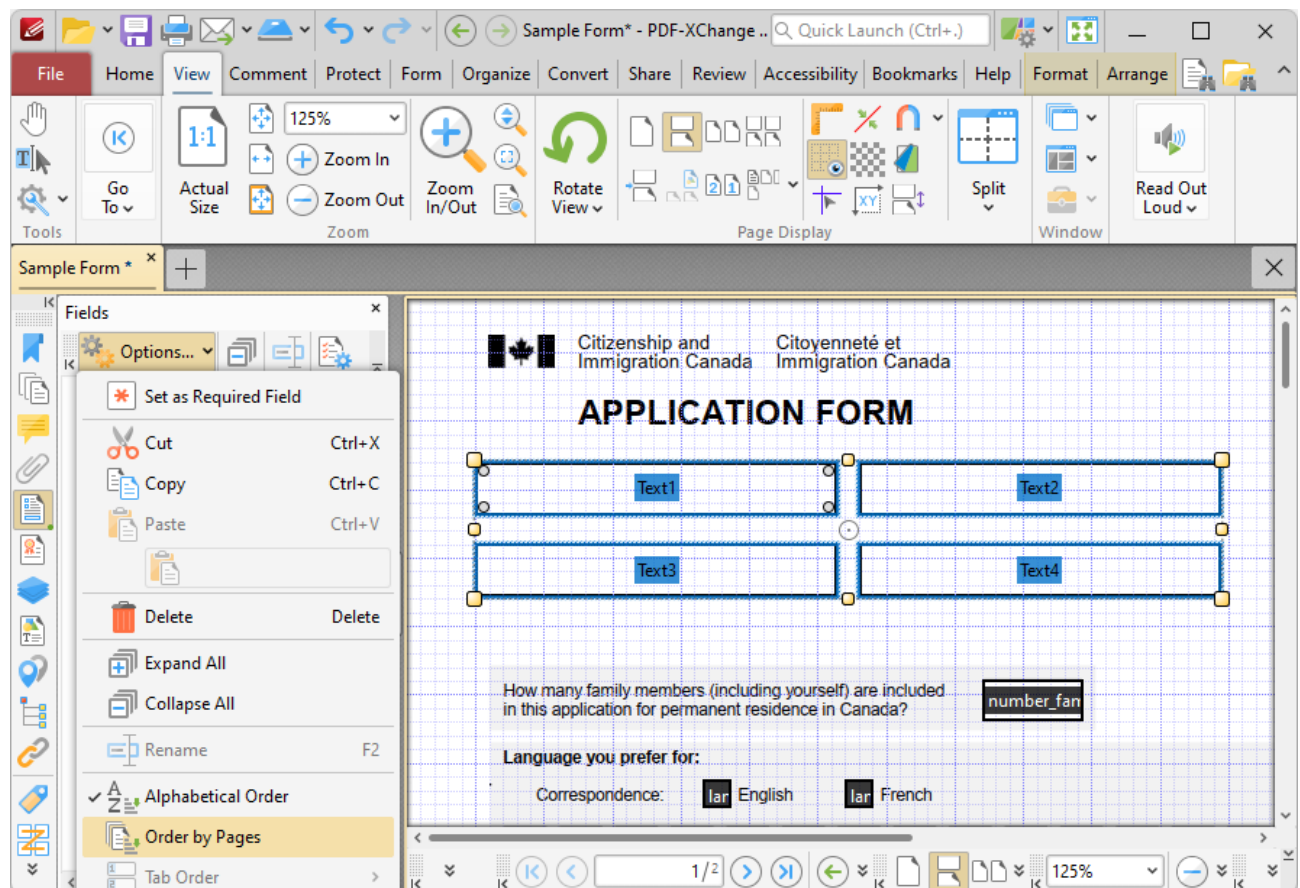 Sample Form* - PDF-XChange ..
Quick Launch (Ctrl+.)
File Home View Comment Protect Form Organize Convert Share Review Accessibility Bookmarks Help Format Arrange
1:1
125%
Zoom In
Zoom Out
Go To
Actual Size
Zoom In/Out
Rotate View
2 1
XY
Split
Read Out Loud
Tools
Zoom
Page Display
Window
Sample Form *
Fields
Options...
Set as Required Field
Cut Ctrl+X
Copy Ctrl+C
Paste Ctrl+V
Delete Delete
Expand All
Collapse All
Rename F2
Alphabetical Order
Order by Pages
Tab Order
Citizenship and Immigration Canada
Citoyenneté et Immigration Canada
APPLICATION FORM
Text1 Text2
Text3 Text4
How many family members (including yourself) are included
in this application for permanent residence in Canada?
number_fan
Language you prefer for:
Correspondence: lar English lar French
1/2
125%